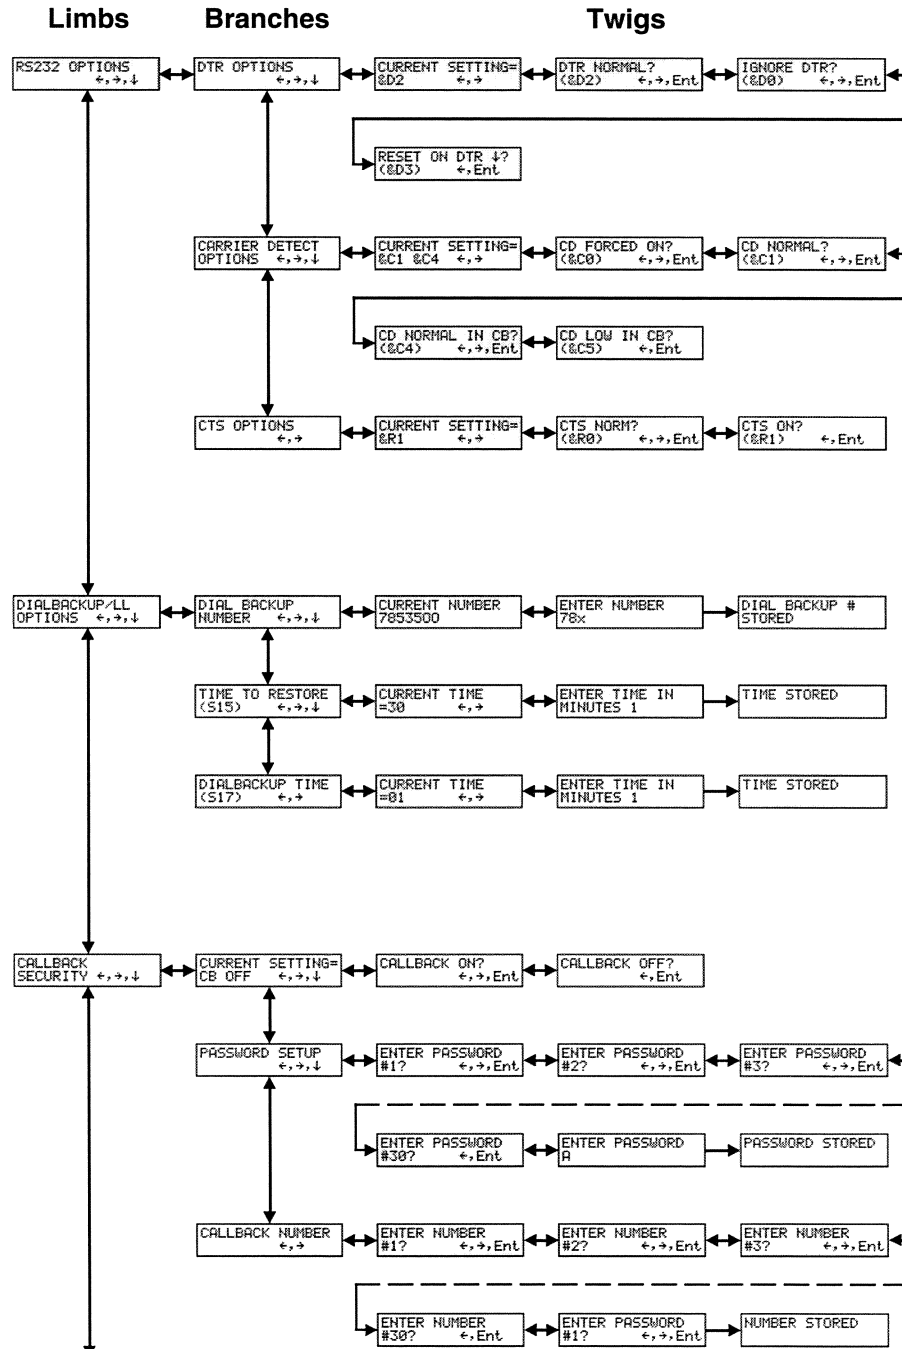 Limbs Branches Twigs
RS232 OPTIONS
←,→,↓
DTR OPTIONS
←,→,↓
CURRENT SETTING=
&D2 ←,→
DTR NORMAL?
(&D2) ←,→,Ent
IGNORE DTR?
(&D0) ←,→,Ent
RESET ON DTR ↓?
(&D3) ←,Ent
CARRIER DETECT
OPTIONS ←,→,↓
CURRENT SETTING=
&C1 &C4 ←,→
CD FORCED ON?
(&C0) ←,→,Ent
CD NORMAL?
(&C1) ←,→,Ent
CD NORMAL IN CB?
(&C4) ←,→,Ent
CD LOW IN CB?
(&C5) ←,Ent
CTS OPTIONS
←,→
CURRENT SETTING=
&R1 ←,→
CTS NORM?
(&R0) ←,→,Ent
CTS ON?
(&R1) ←,Ent
DIALBACKUP/LL
OPTIONS ←,→,↓
DIAL BACKUP
NUMBER ←,→,↓
CURRENT NUMBER
7853500
ENTER NUMBER
78x
DIAL BACKUP #
STORED
TIME TO RESTORE
(S15) ←,→,↓
CURRENT TIME
=30 ←,→
ENTER TIME IN
MINUTES 1
TIME STORED
DIALBACKUP TIME
(S17) ←,→
CURRENT TIME
=01 ←,→
ENTER TIME IN
MINUTES 1
TIME STORED
CALLBACK
SECURITY ←,→,↓
CURRENT SETTING=
CB OFF ←,→,↓
CALLBACK ON?
←,→,Ent
CALLBACK OFF?
←,Ent
PASSWORD SETUP
←,→,↓
ENTER PASSWORD
#1? ←,→,Ent
ENTER PASSWORD
#2? ←,→,Ent
ENTER PASSWORD
#3? ←,→,Ent
ENTER PASSWORD
#30? ←,Ent
ENTER PASSWORD
A
PASSWORD STORED
CALLBACK NUMBER
←,→
ENTER NUMBER
#1? ←,→,Ent
ENTER NUMBER
#2? ←,→,Ent
ENTER NUMBER
#3? ←,→,Ent
ENTER NUMBER
#30? ←,Ent
ENTER PASSWORD
#1? ←,→,Ent
NUMBER STORED